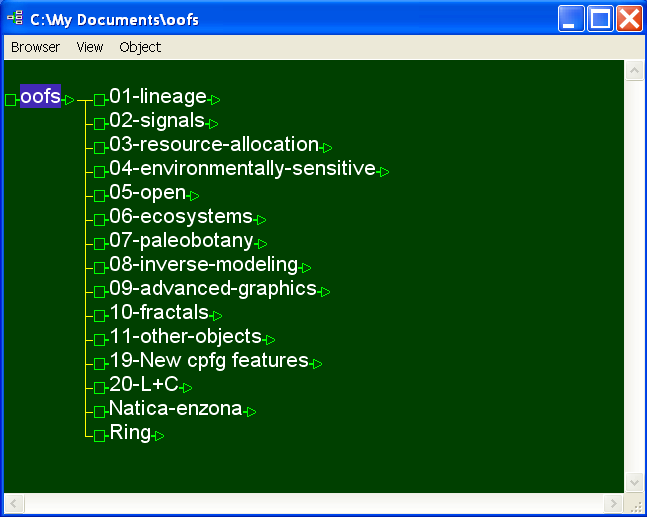 C:\My Documents\oofs
Browser View Object
oofs
01-lineage
02-signals
03-resource-allocation
04-environmentally-sensitive
05-open
06-ecosystems
07-paleobotany
08-inverse-modeling
09-advanced-graphics
10-fractals
11-other-objects
19-New cpfg features
20-L+C
Natica-enzona
Ring